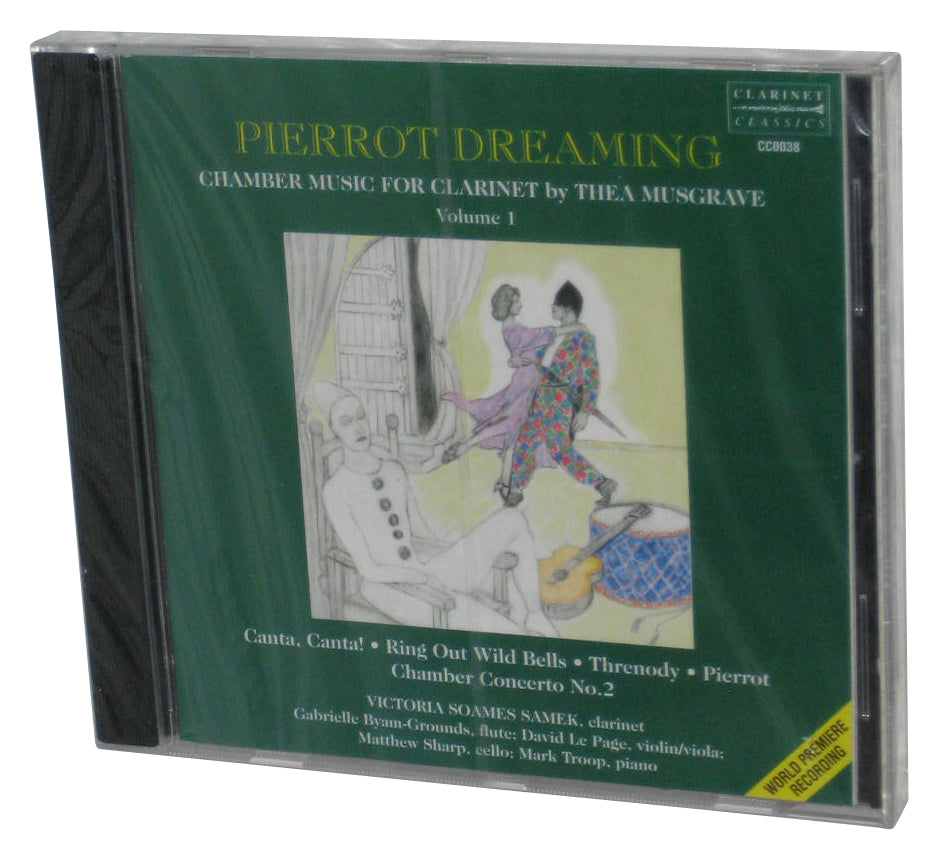 CLARINET
CLASSICS
CC0038
PIERROT DREAMING
CHAMBER MUSIC FOR CLARINET by THEA MUSGRAVE
Volume 1
Canta, Canta! • Ring Out Wild Bells • Threnody • Pierrot
Chamber Concerto No.2
VICTORIA SOAMES SAMEK, clarinet
Gabrielle Byam-Grounds, flute; David Le Page, violin/viola;
Matthew Sharp, cello; Mark Troop, piano
WORLD PREMIERE
RECORDING